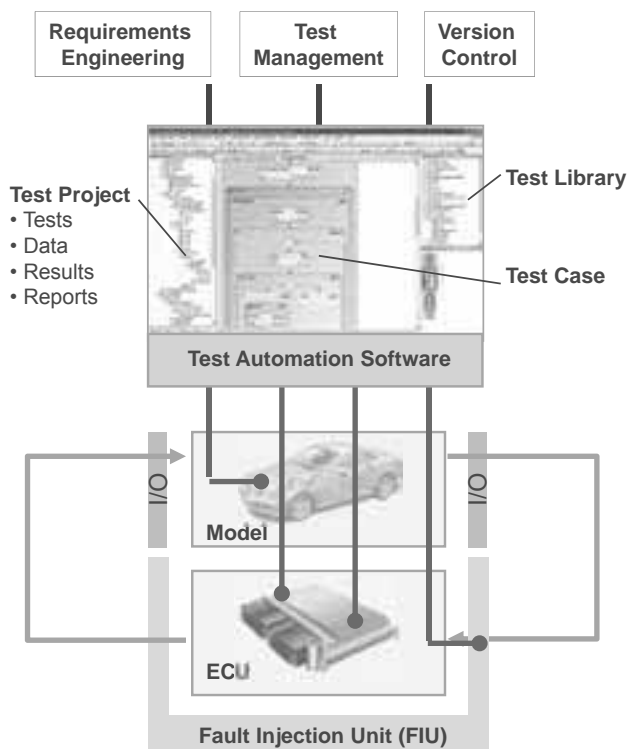 Requirements
Engineering
Test
Management
Version
Control
Test Project
• Tests
• Data
• Results
• Reports
Test Library
Test Case
Test Automation Software
I/O
I/O
Model
ECU
Fault Injection Unit (FIU)